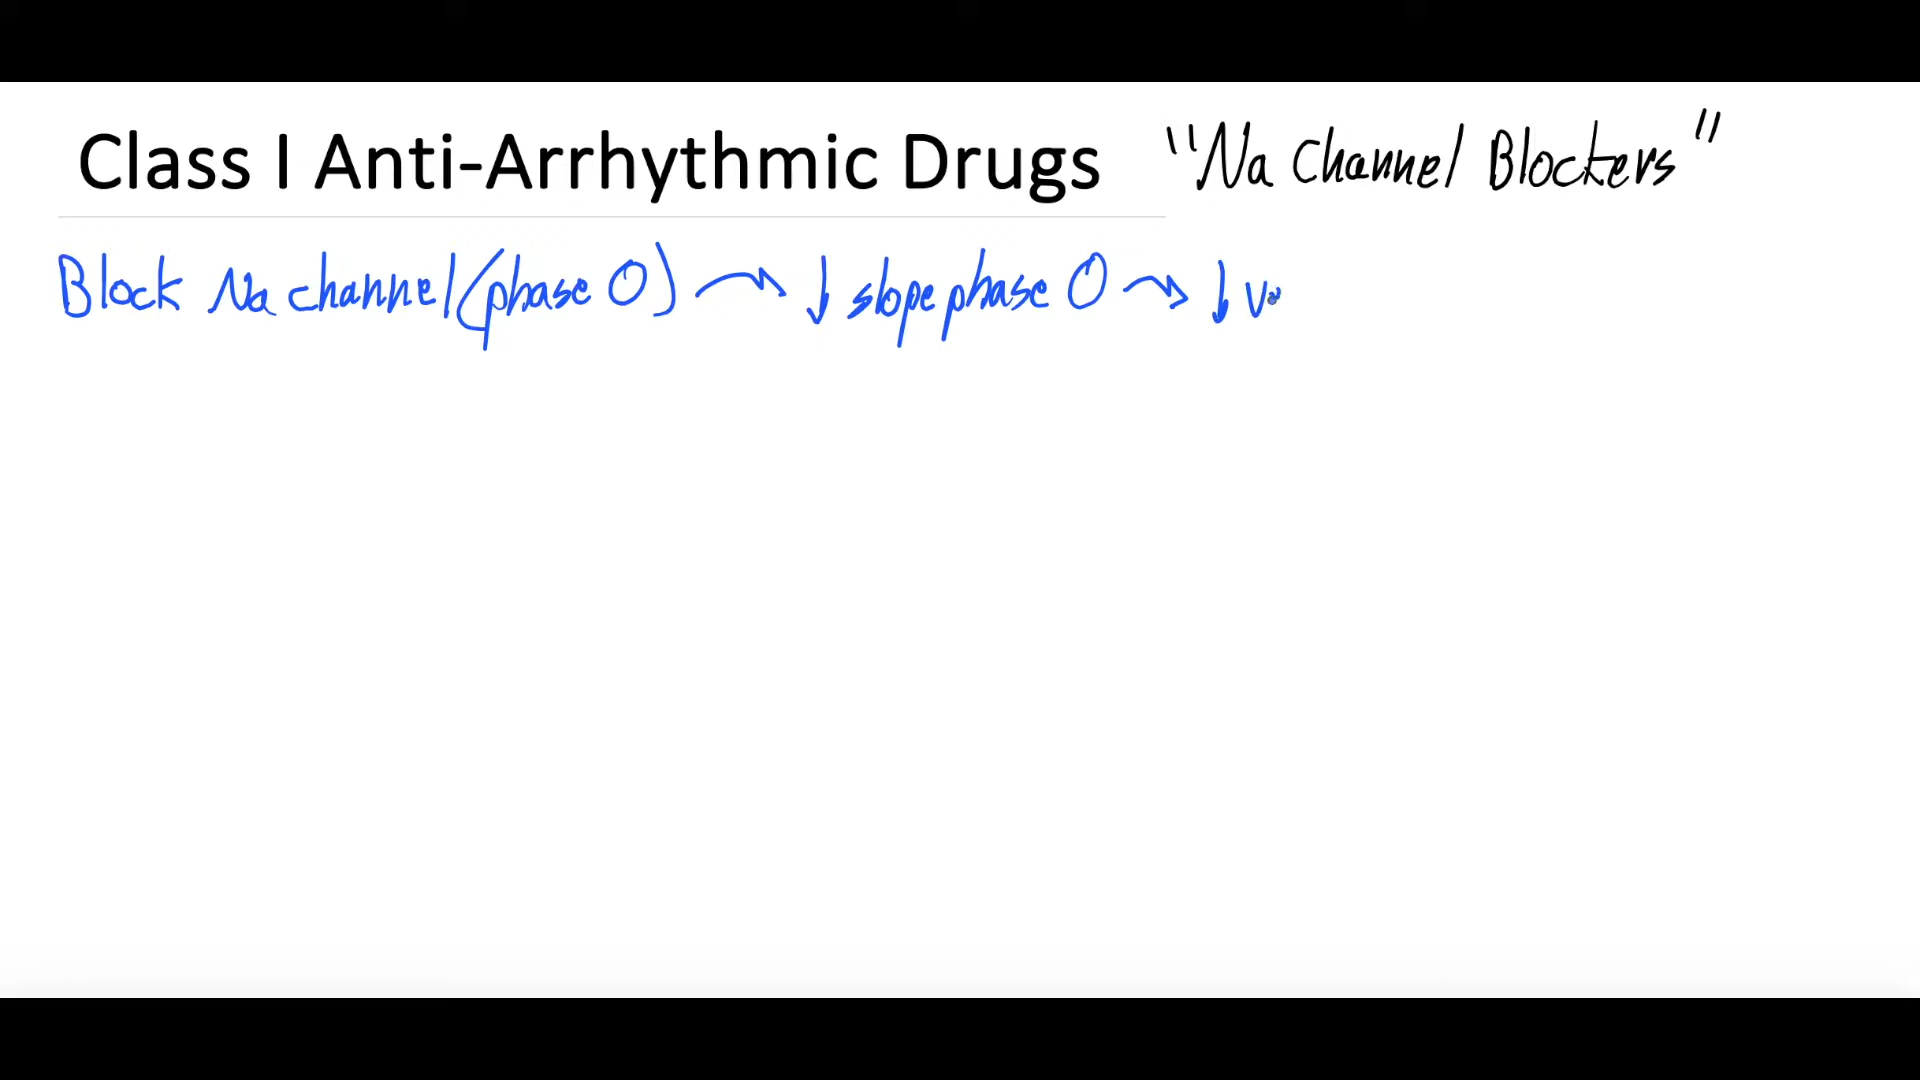 Class I Anti-Arrhythmic Drugs "Na Channel Blockers"
Block Na channel (phase 0) → ↓ slope phase 0 → ↓ v